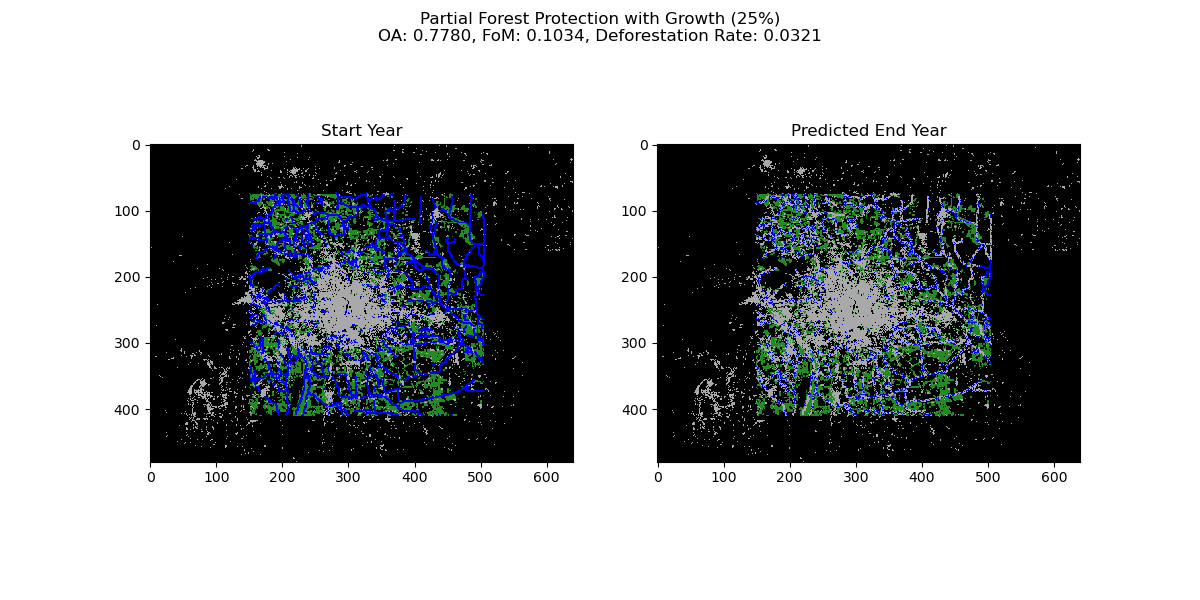 Partial Forest Protection with Growth (25%)
OA: 0.7780, FoM: 0.1034, Deforestation Rate: 0.0321
Start Year
0
100
200
300
400
0 100 200 300 400 500 600
Predicted End Year
0
100
200
300
400
0 100 200 300 400 500 600